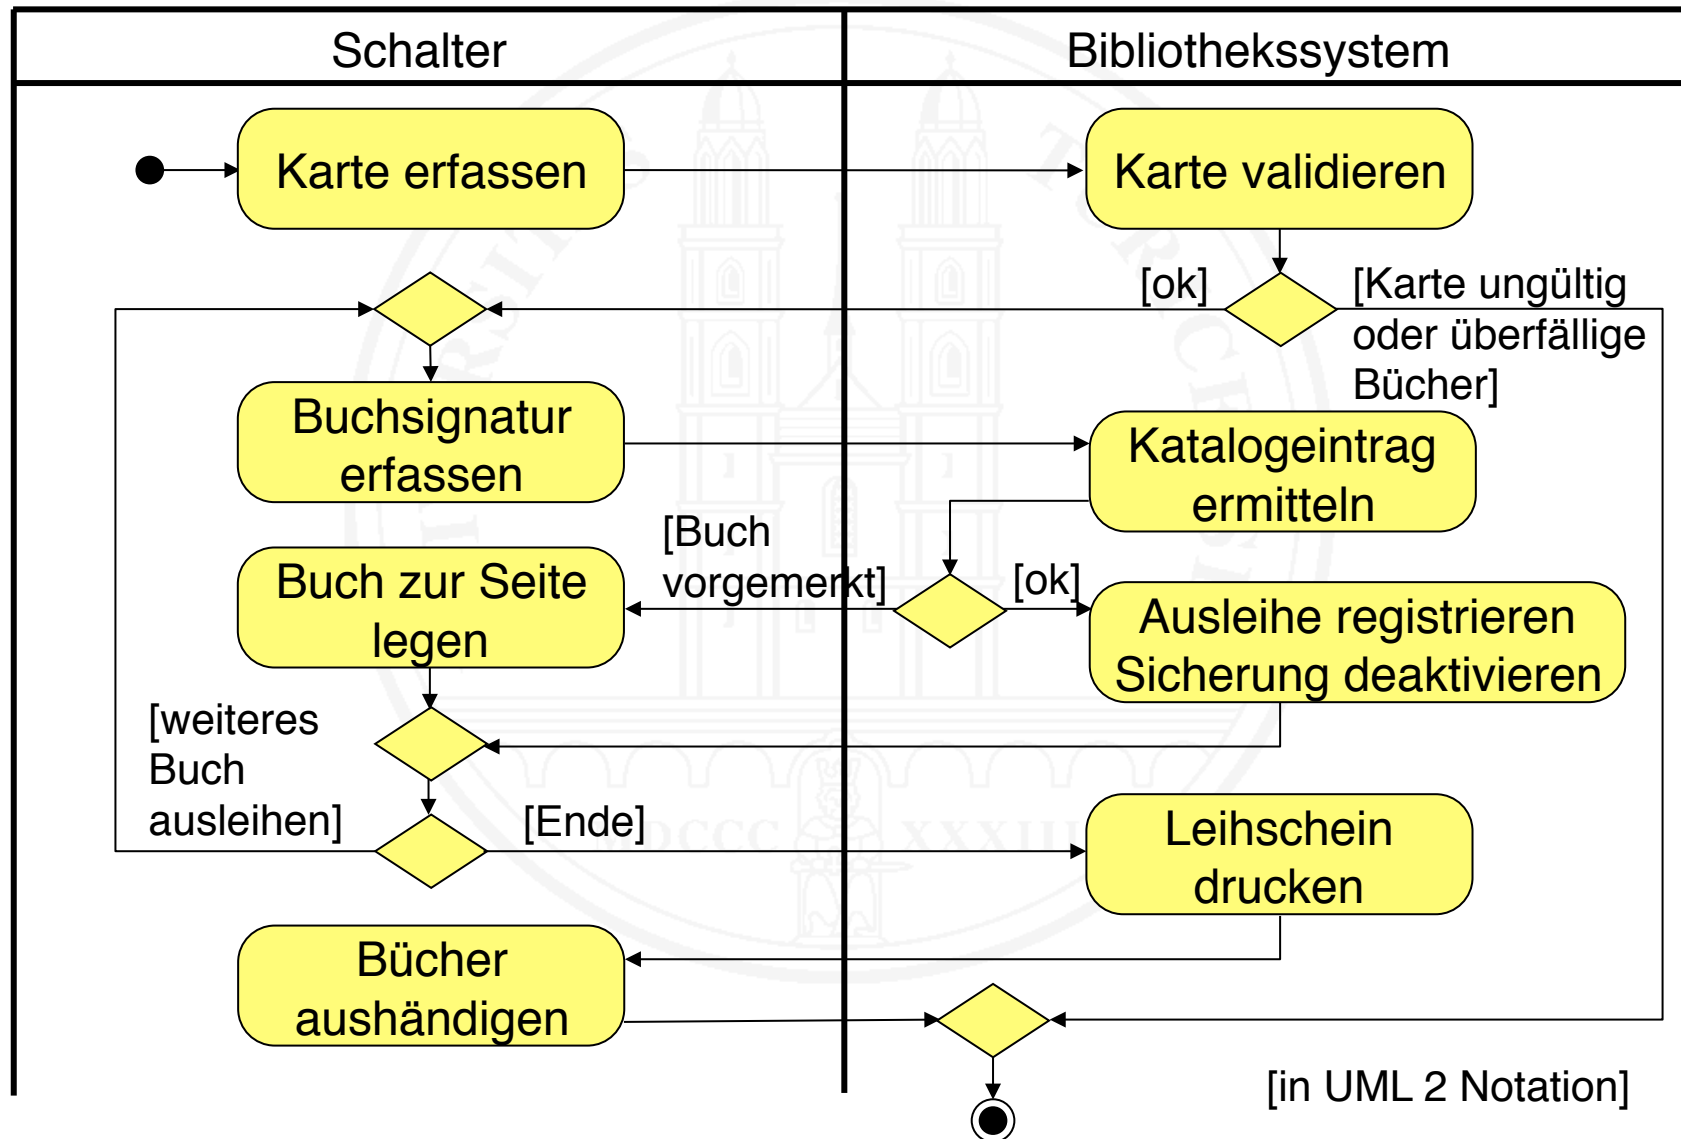 Schalter
Bibliothekssystem
Karte erfassen
Karte validieren
[ok]
[Karte ungültig
oder überfällige
Bücher]
Buchsignatur
erfassen
Katalogeintrag
ermitteln
[Buch
vorgemerkt]
[ok]
Buch zur Seite
legen
Ausleihe registrieren
Sicherung deaktivieren
[weiteres
Buch
ausleihen]
[Ende]
Leihschein
drucken
Bücher
aushändigen
[in UML 2 Notation]
MDCCC
XXXIII